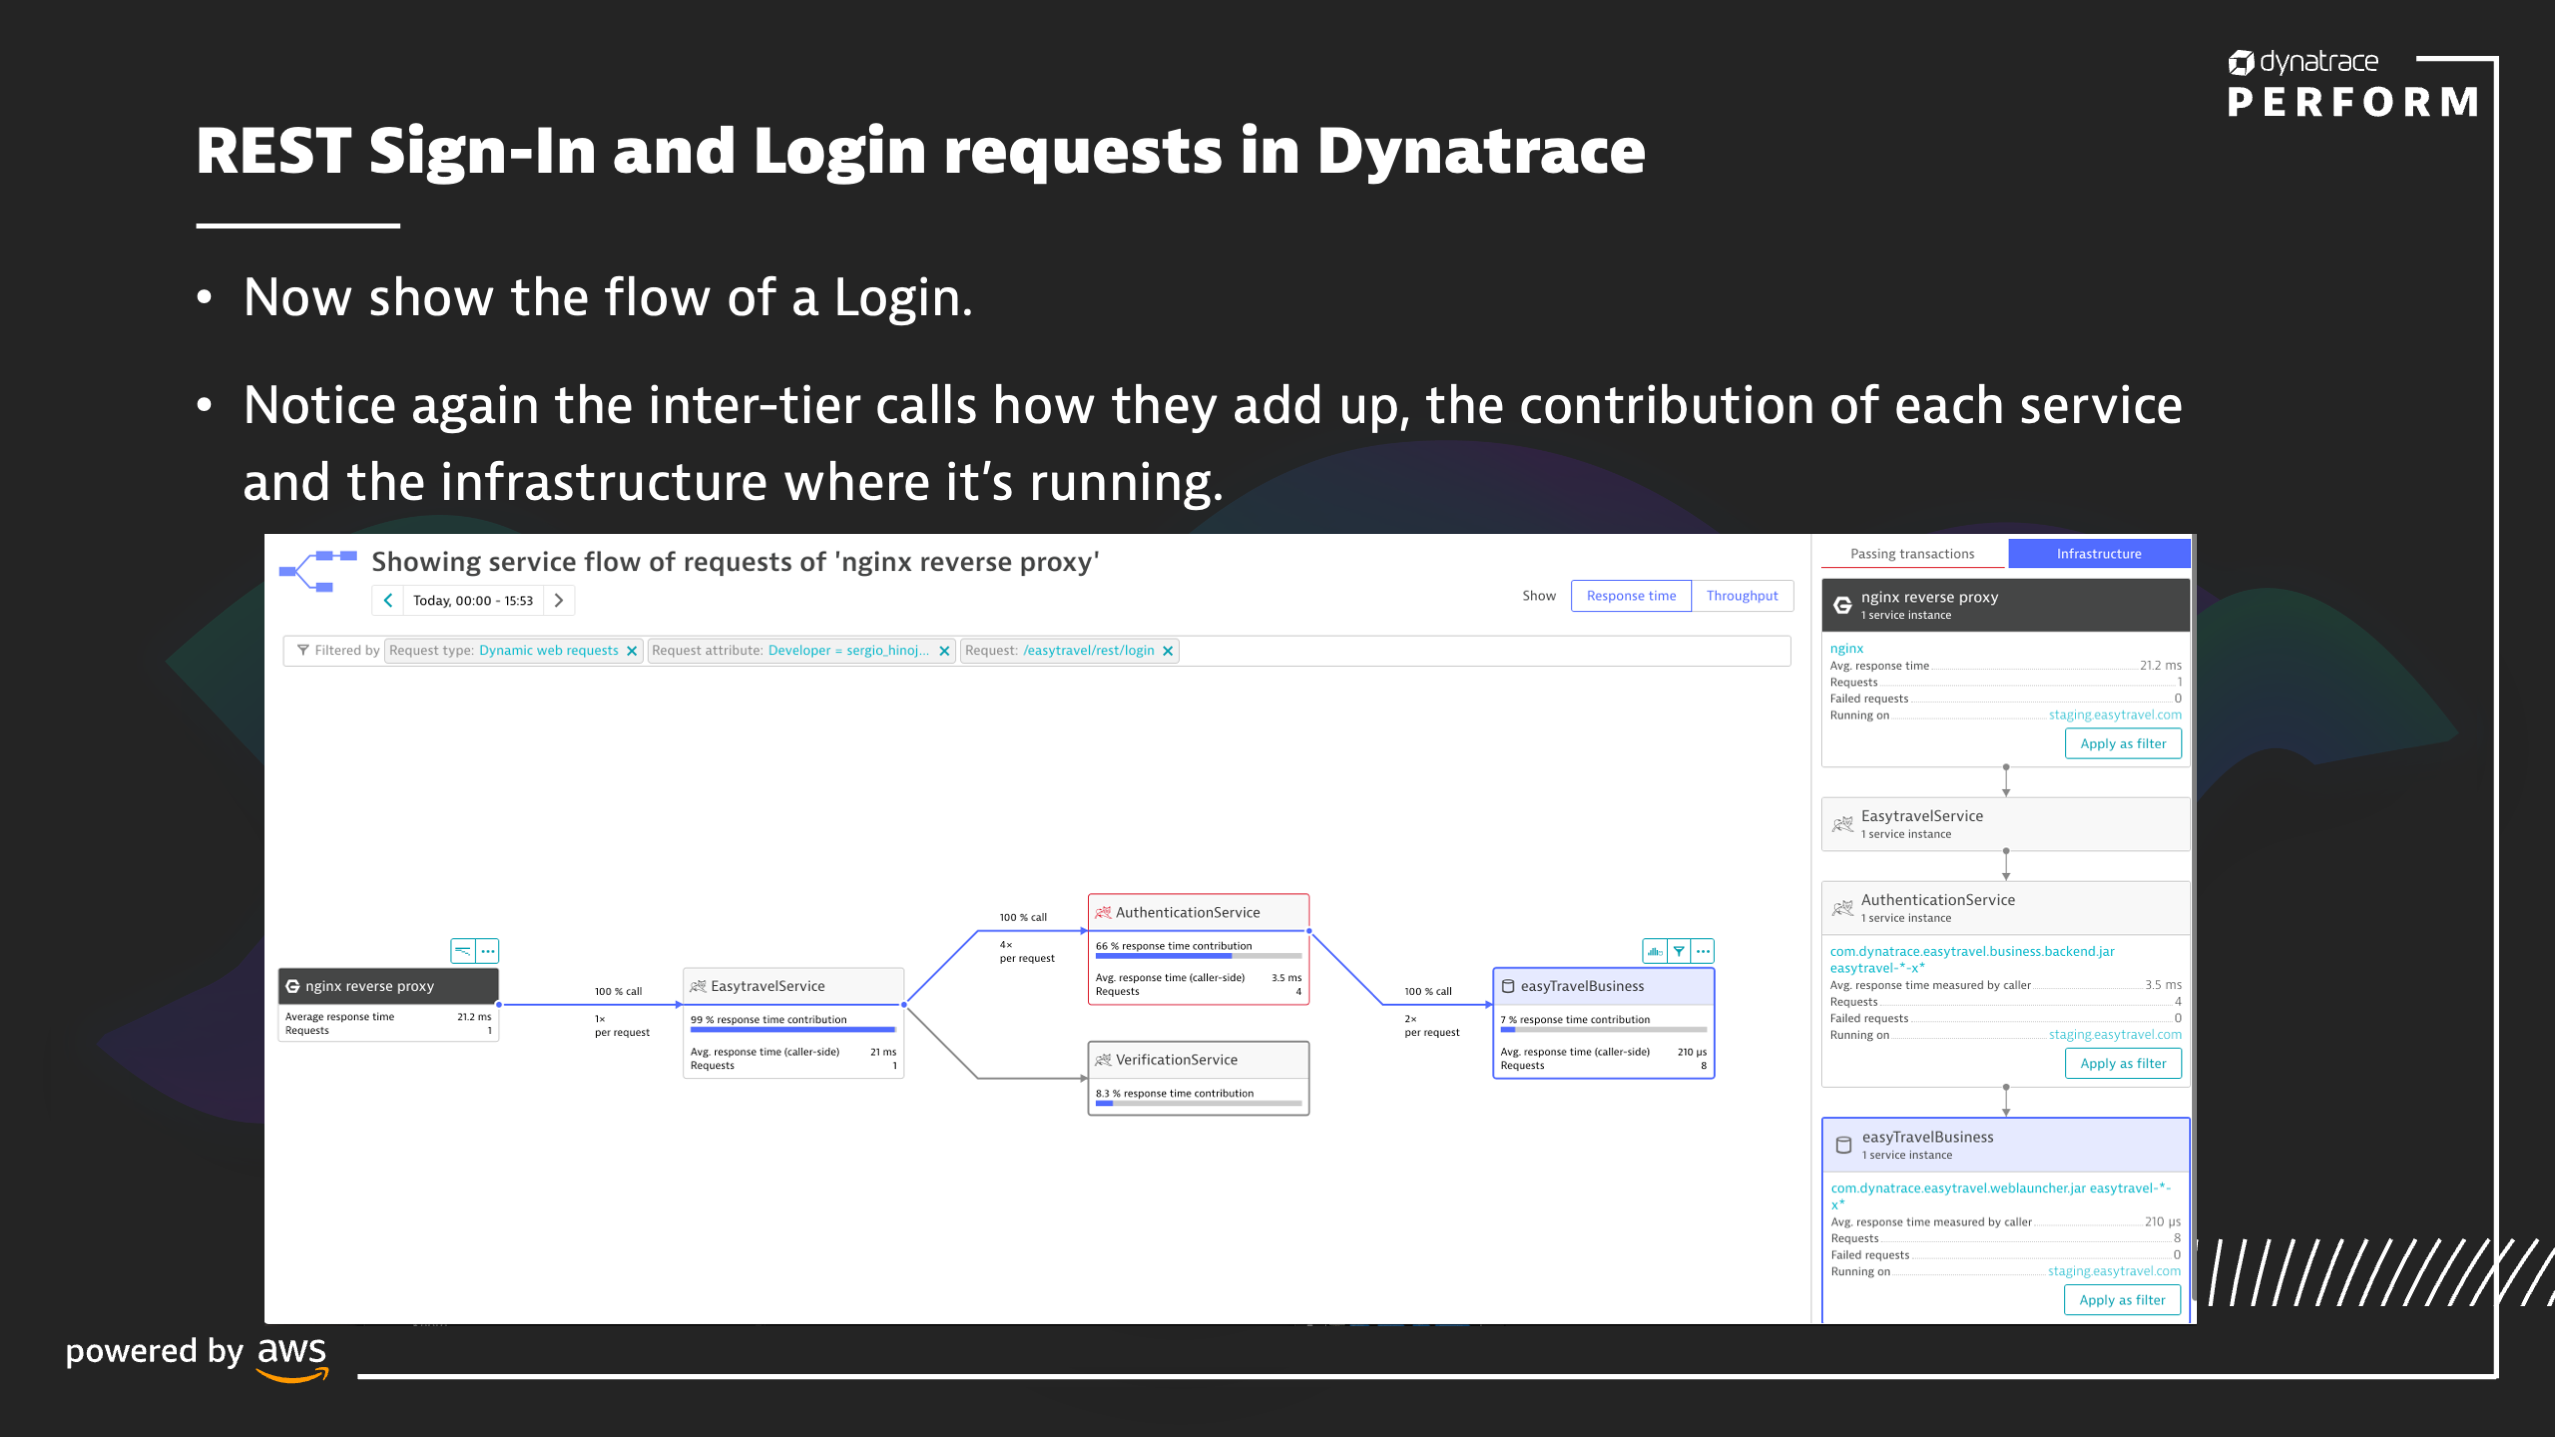 dynatrace
PERFORM
REST Sign-In and Login requests in Dynatrace
• Now show the flow of a Login.
• Notice again the inter-tier calls how they add up, the contribution of each service
and the infrastructure where it’s running.
Showing service flow of requests of 'nginx reverse proxy'
Today, 00:00 - 15:53
Show
Response time
Throughput
Filtered by
Request type: Dynamic web requests
Request attribute: Developer = sergio_hinoj...
Request: /easytravel/rest/login
nginx reverse proxy
Average response time 21.2 ms
Requests 1
100 % call
1×
per request
EasytravelService
99 % response time contribution
Avg. response time (caller-side) 21 ms
Requests 1
100 % call
4×
per request
AuthenticationService
66 % response time contribution
Avg. response time (caller-side) 3.5 ms
Requests 4
VerificationService
8.3 % response time contribution
100 % call
2×
per request
easyTravelBusiness
7 % response time contribution
Avg. response time (caller-side) 210 µs
Requests 8
Passing transactions
Infrastructure
nginx reverse proxy
1 service instance
nginx
Avg. response time 21.2 ms
Requests 1
Failed requests 0
Running on staging.easytravel.com
Apply as filter
EasytravelService
1 service instance
AuthenticationService
1 service instance
com.dynatrace.easytravel.business.backend.jar
easytravel-*-x*
Avg. response time measured by caller 3.5 ms
Requests 4
Failed requests 0
Running on staging.easytravel.com
Apply as filter
easyTravelBusiness
1 service instance
com.dynatrace.easytravel.weblauncher.jar easytravel-*-
x*
Avg. response time measured by caller 210 µs
Requests 8
Failed requests 0
Running on staging.easytravel.com
Apply as filter
powered by aws